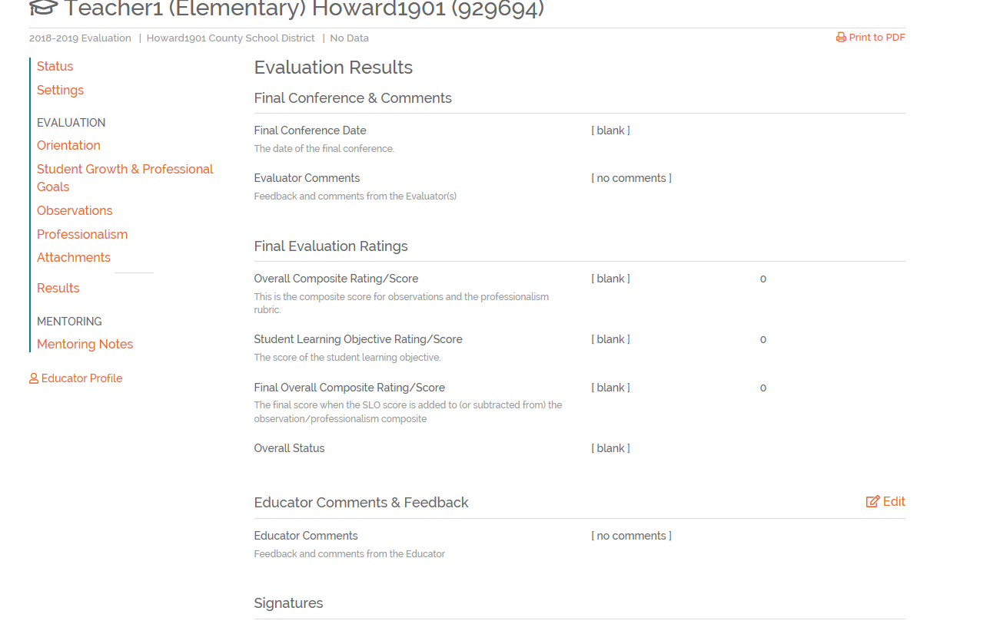 Teacher1 (Elementary) Howard1901 (929694)
2018-2019 Evaluation | Howard1901 County School District | No Data
Print to PDF
Status
Settings
EVALUATION
Orientation
Student Growth & Professional
Goals
Observations
Professionalism
Attachments
Results
MENTORING
Mentoring Notes
Educator Profile
Evaluation Results
Final Conference & Comments
Final Conference Date [ blank ]
The date of the final conference.
Evaluator Comments [ no comments ]
Feedback and comments from the Evaluator(s)
Final Evaluation Ratings
Overall Composite Rating/Score [ blank ] 0
This is the composite score for observations and the professionalism
rubric.
Student Learning Objective Rating/Score [ blank ] 0
The score of the student learning objective.
Final Overall Composite Rating/Score [ blank ] 0
The final score when the SLO score is added to (or subtracted from) the
observation/professionalism composite
Overall Status [ blank ]
Educator Comments & Feedback
Edit
Educator Comments [ no comments ]
Feedback and comments from the Educator
Signatures